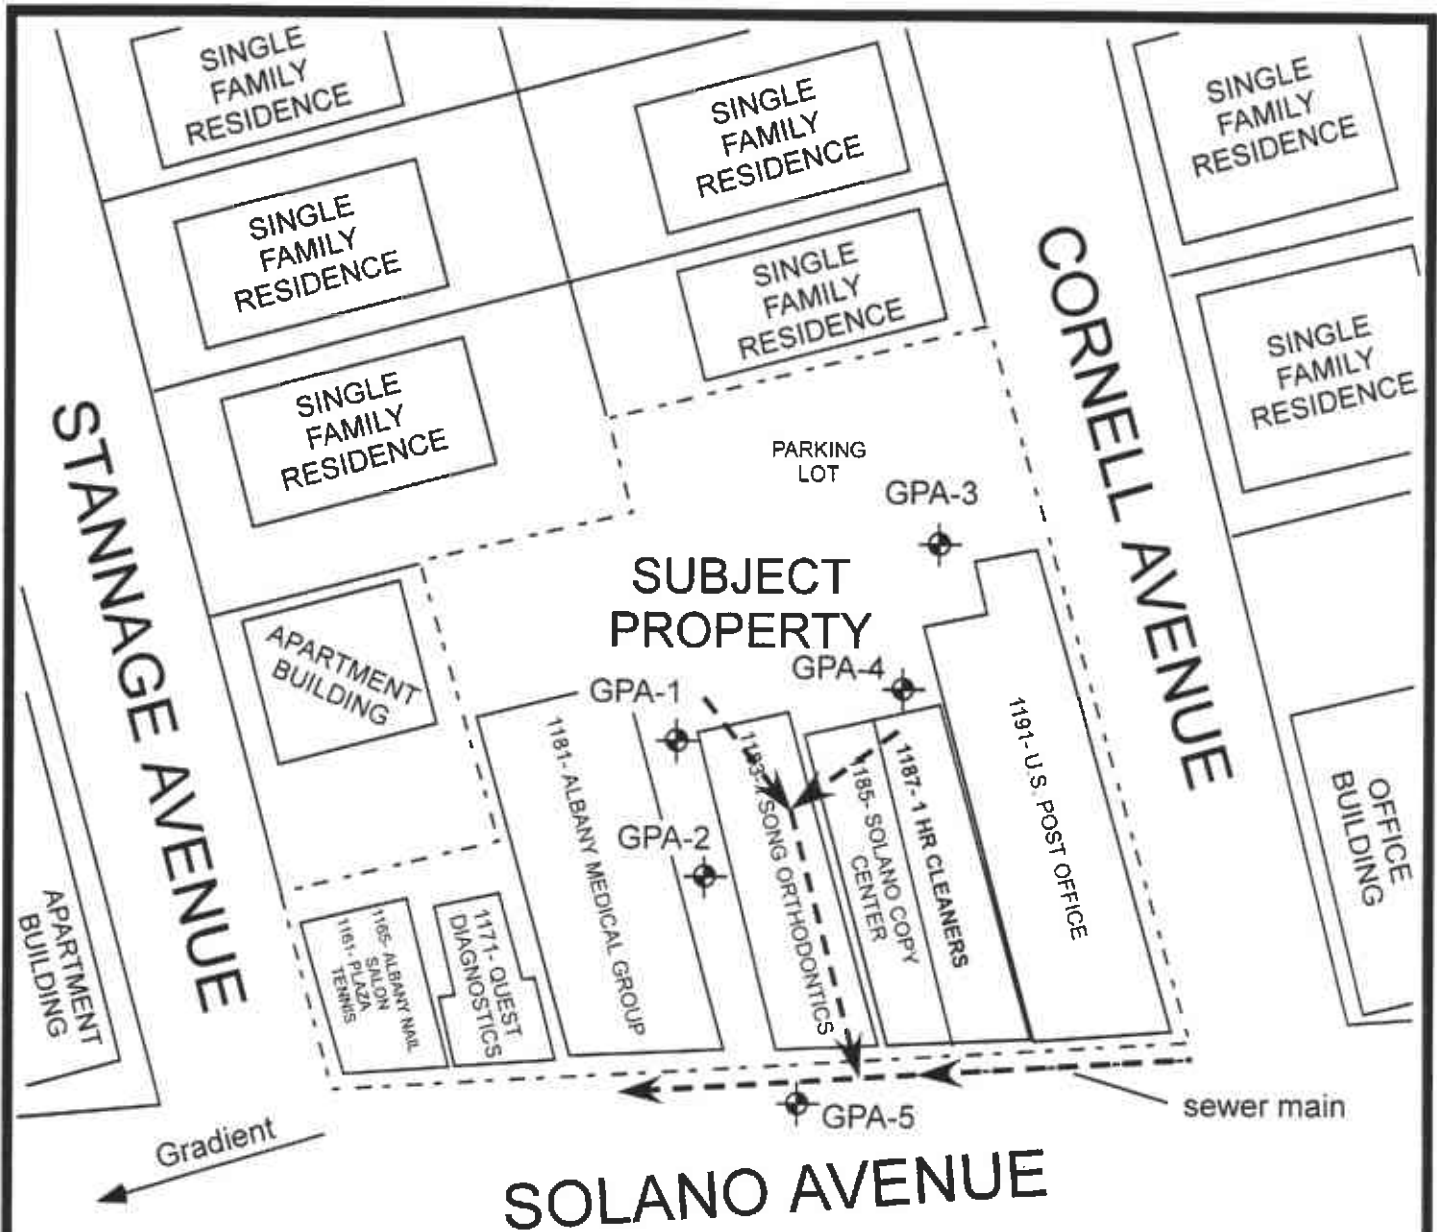 SINGLE
FAMILY
RESIDENCE
SINGLE
FAMILY
RESIDENCE
SINGLE
FAMILY
RESIDENCE
SINGLE
FAMILY
RESIDENCE
SINGLE
FAMILY
RESIDENCE
SINGLE
FAMILY
RESIDENCE
SINGLE
FAMILY
RESIDENCE
SINGLE
FAMILY
RESIDENCE
STANNAGE AVENUE
CORNELL AVENUE
PARKING
LOT
GPA-3
SUBJECT
PROPERTY
APARTMENT
BUILDING
GPA-1
GPA-4
GPA-2
1181- ALBANY MEDICAL GROUP
SONG ORTHODONTICS
1185- SOLANO COPY
CENTER
1187- 1 HR CLEANERS
1191- U.S. POST OFFICE
OFFICE
BUILDING
APARTMENT
BUILDING
1165- ALBANY NAIL
SALON
1161- PLAZA
TENNIS
1171- QUEST
DIAGNOSTICS
GPA-5
sewer main
Gradient
SOLANO AVENUE